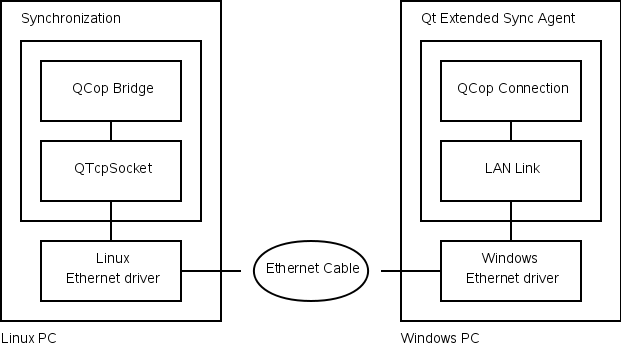 Synchronization
QCop Bridge
QTcpSocket
Linux
Ethernet driver
Linux PC
Ethernet Cable
Qt Extended Sync Agent
QCop Connection
LAN Link
Windows
Ethernet driver
Windows PC